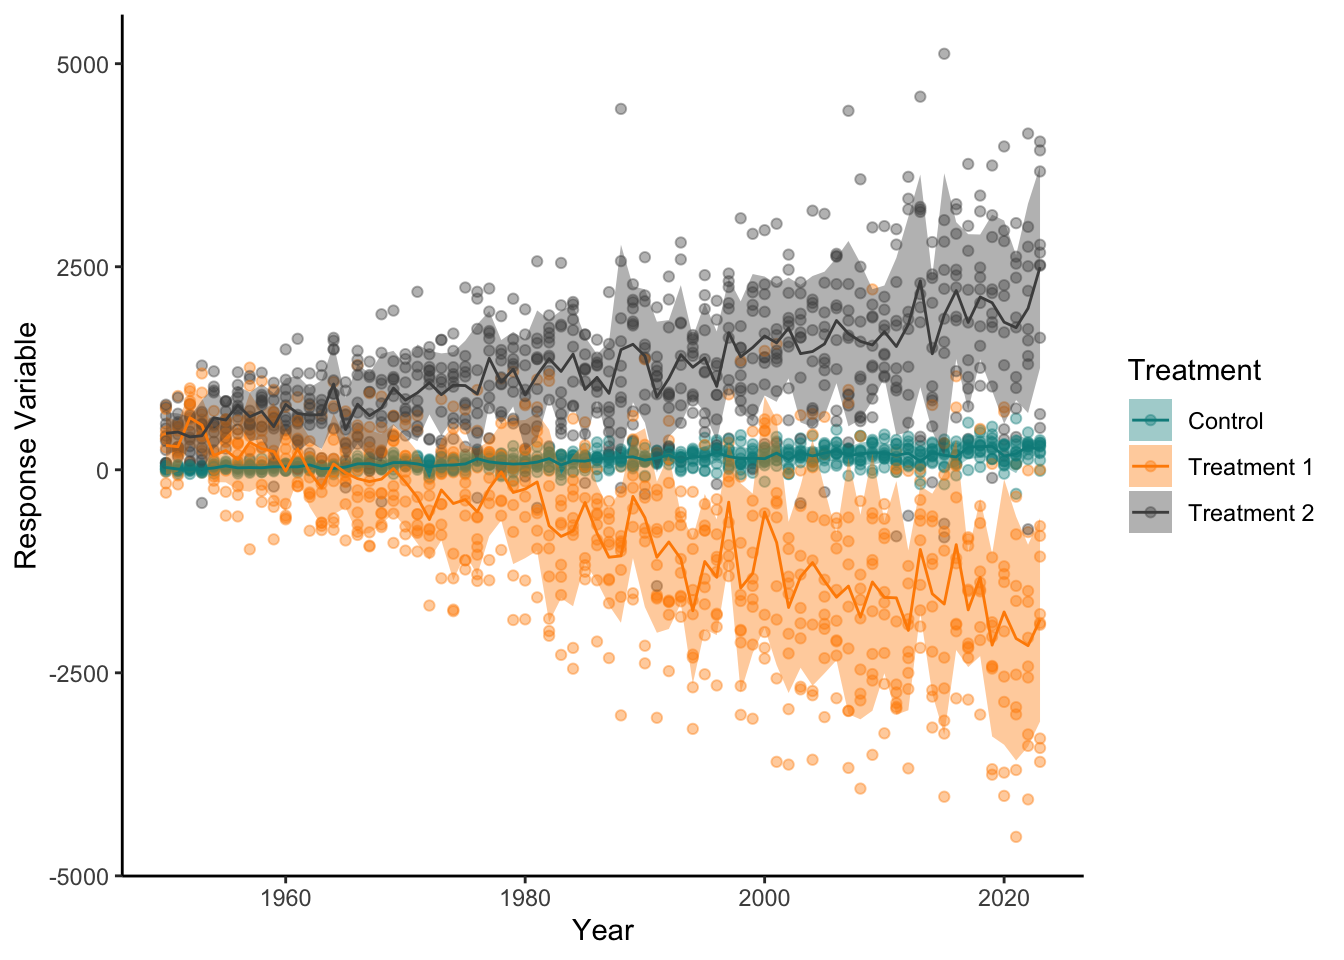 Response Variable
5000
2500
0
-2500
-5000
1960 1980 2000 2020
Year
Treatment
Control
Treatment 1
Treatment 2